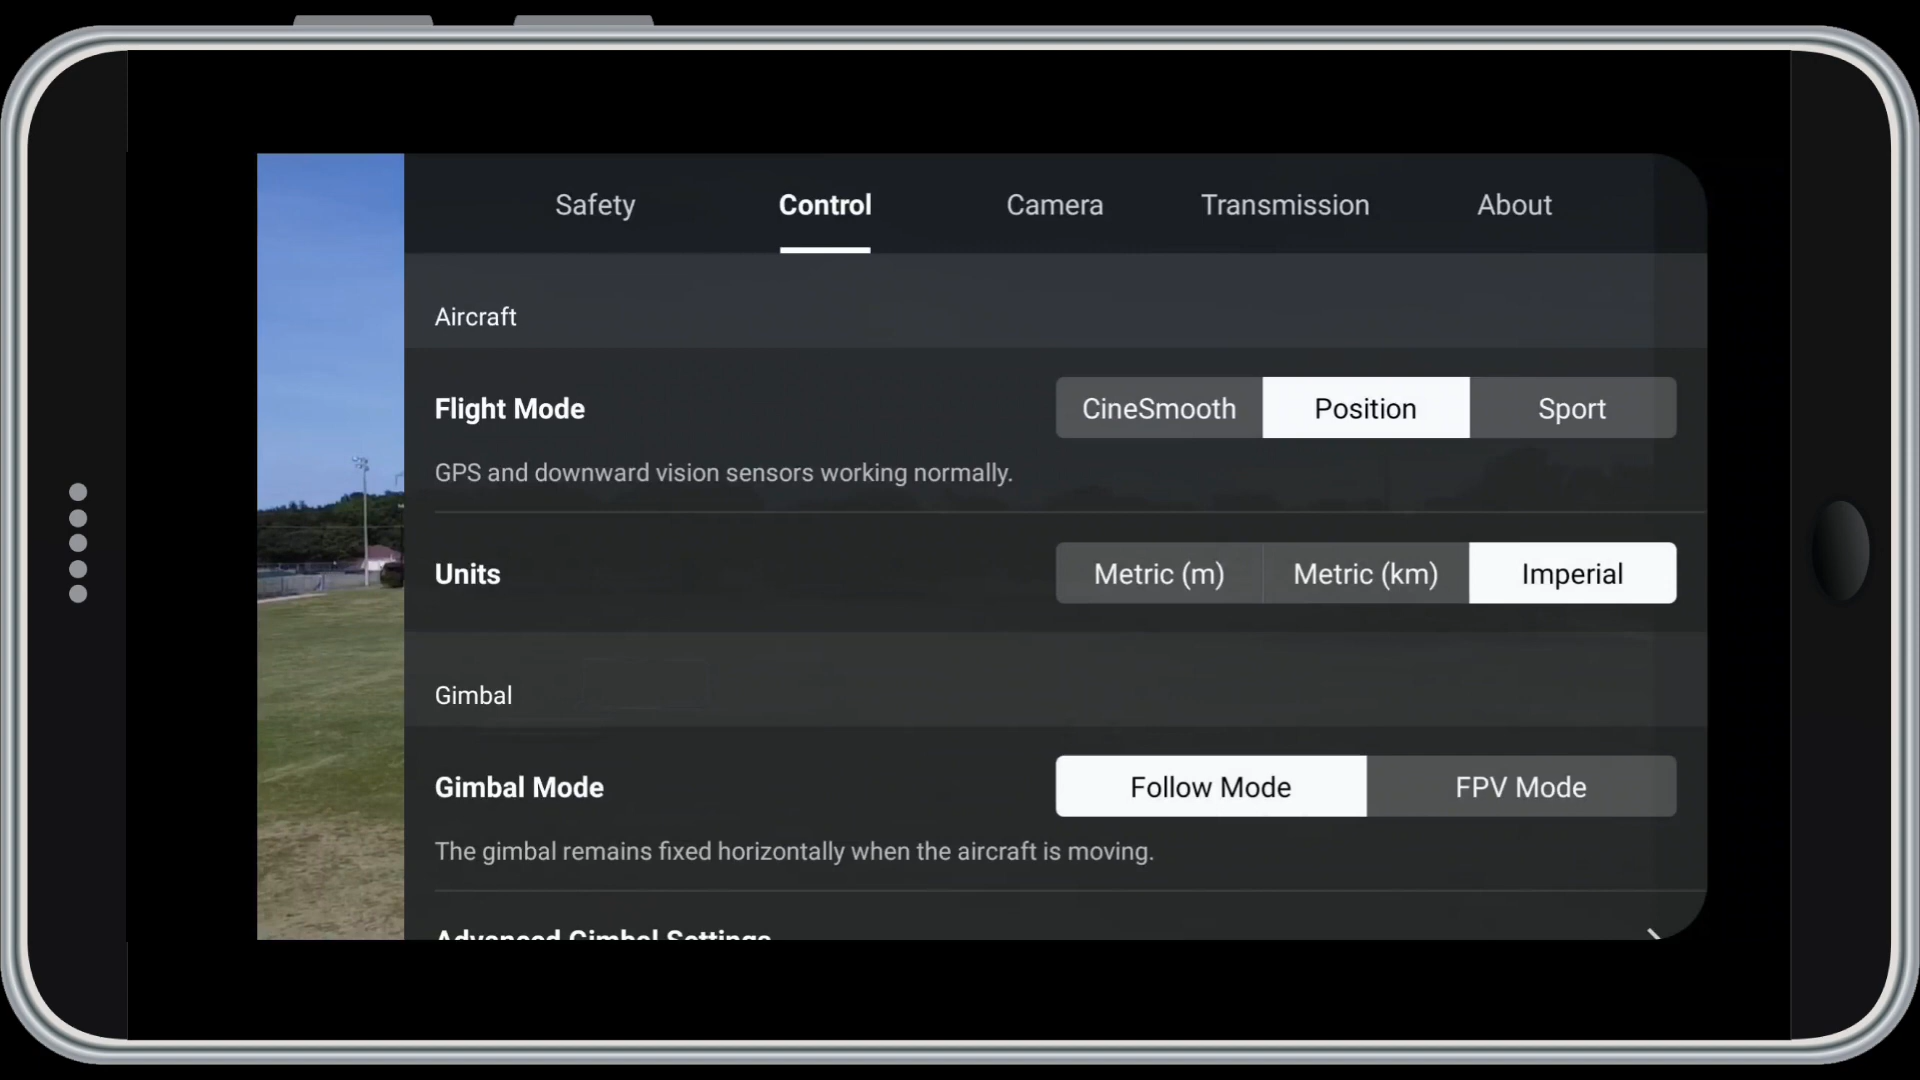 Safety Control Camera Transmission About
Aircraft
Flight Mode CineSmooth Position Sport
GPS and downward vision sensors working normally.
Units Metric (m) Metric (km) Imperial
Gimbal
Gimbal Mode Follow Mode FPV Mode
The gimbal remains fixed horizontally when the aircraft is moving.
Advanced Gimbal Settings